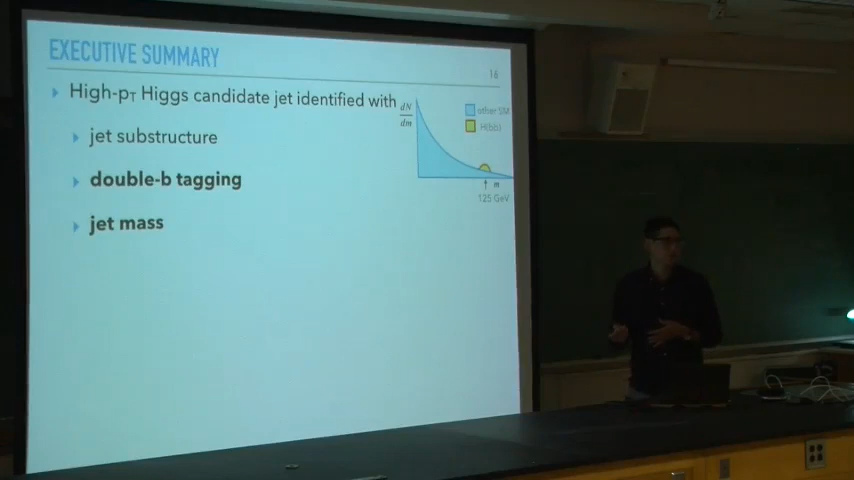 EXECUTIVE SUMMARY
16
High-pT Higgs candidate jet identified with
jet substructure
double-b tagging
jet mass
dN
dm
other SM
Higgs
m
125 GeV